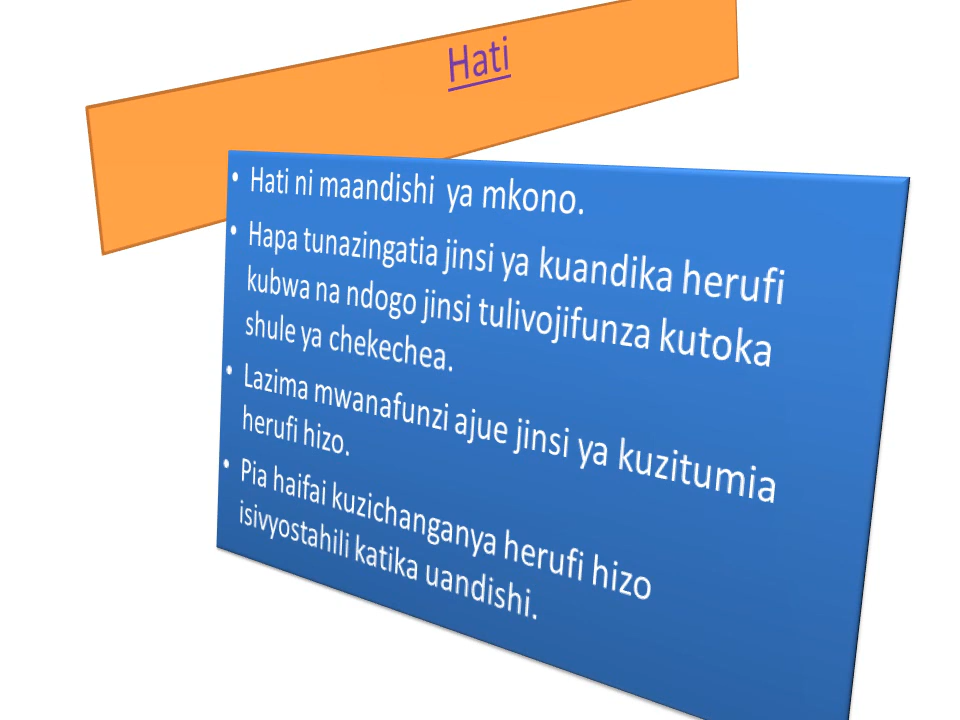 Hati
• Hati ni maandishi ya mkono.
• Hapa tunazingatia jinsi ya kuandika herufi
kubwa na ndogo jinsi tulivojifunza kutoka
shule ya chekechea.
• Lazima mwanafunzi ajue jinsi ya kuzitumia
herufi hizo.
• Pia haifai kuzichanganya herufi hizo
isivyostahili katika uandishi.